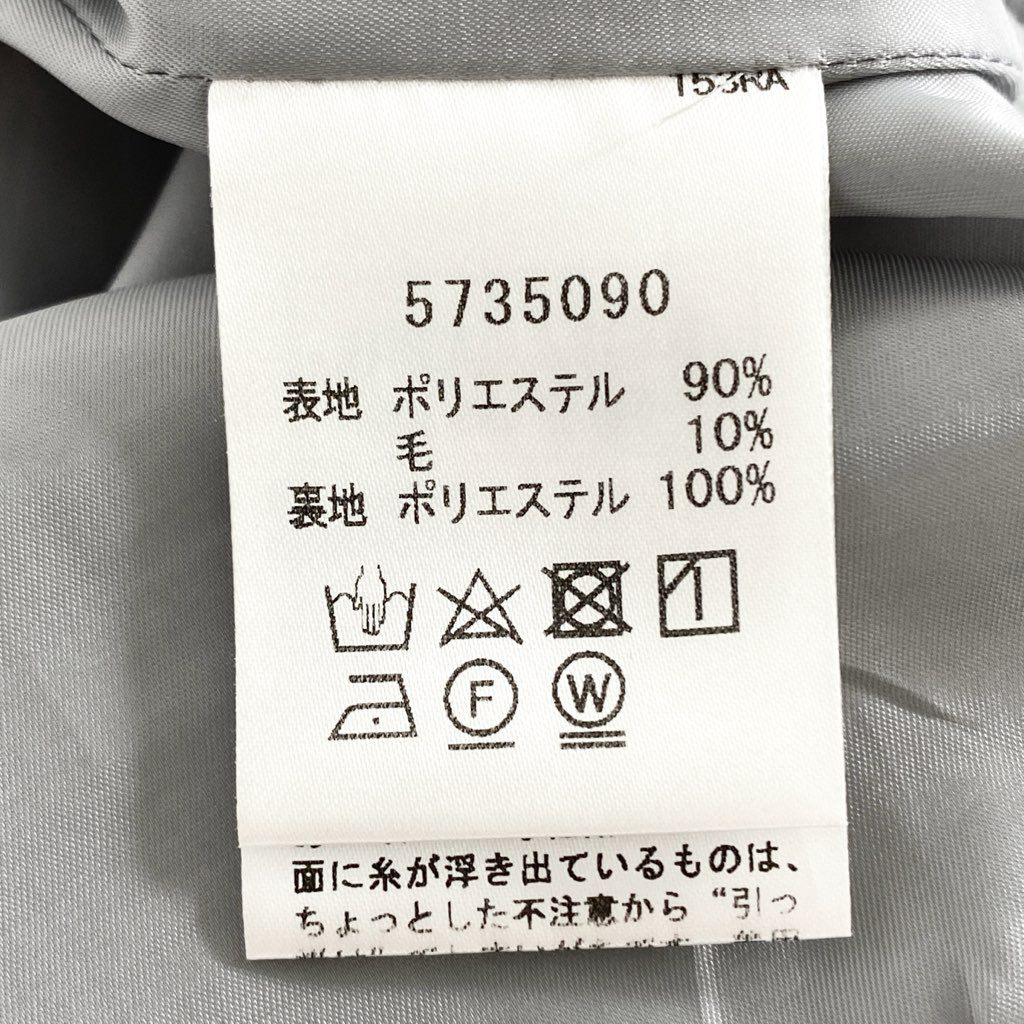 153RA
5735090
表地 ポリエステル 90%
毛 10%
裏地 ポリエステル 100%
F W
面に糸が浮き出ているものは、
ちょっとした不注意から“引っ